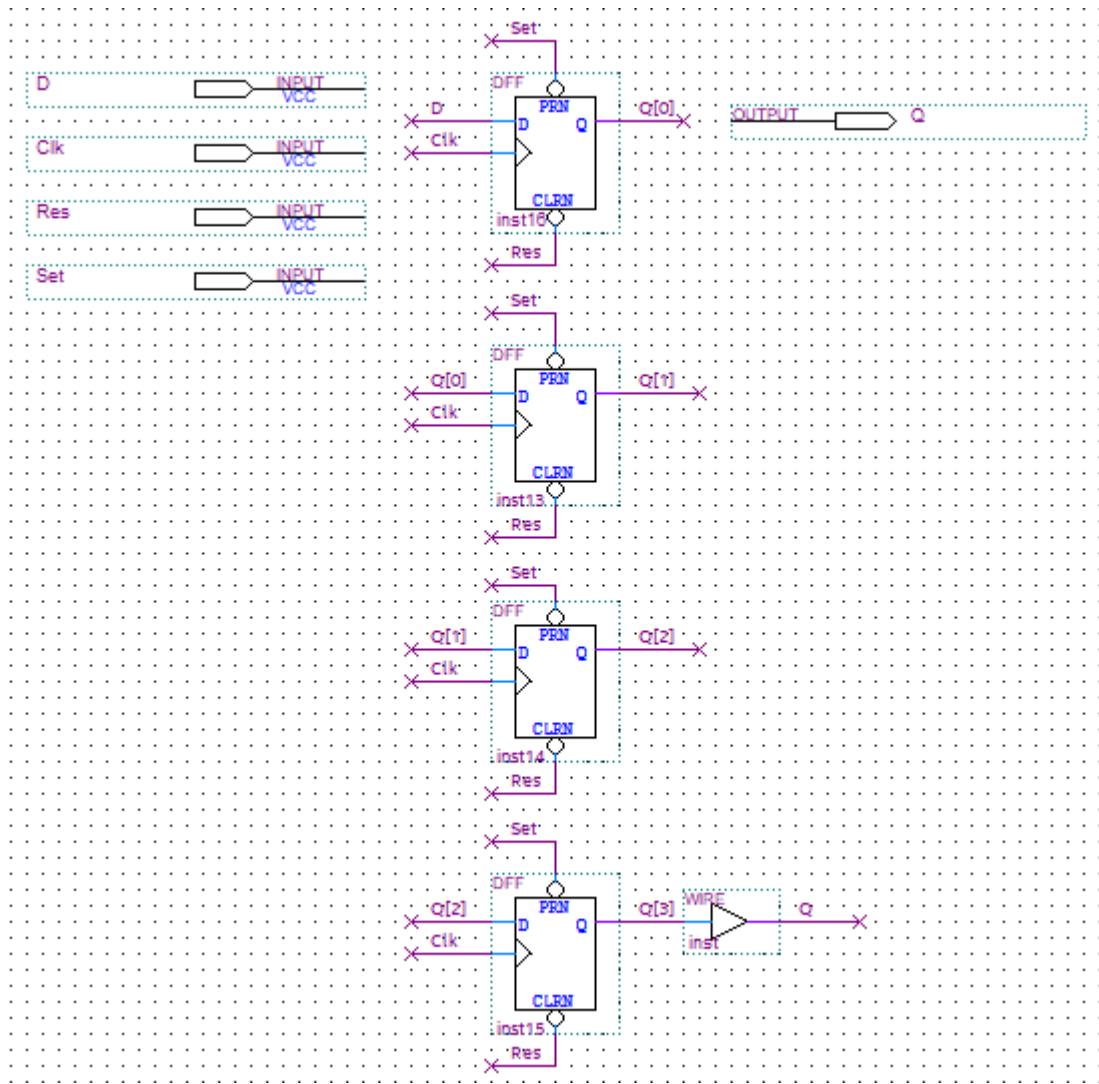 D INPUT VCC
Clk INPUT VCC
Res INPUT VCC
Set INPUT VCC
Set
DFF
PRN
D D Q Q[0]
Clk
CLRN
inst16
Res
OUTPUT Q
Set
DFF
PRN
Q[0] D Q Q[1]
Clk
CLRN
inst13
Res
Set
DFF
PRN
Q[1] D Q Q[2]
Clk
CLRN
inst14
Res
Set
DFF
PRN
Q[2] D Q Q[3]
Clk
CLRN
inst15
Res
WIRE
Q
inst